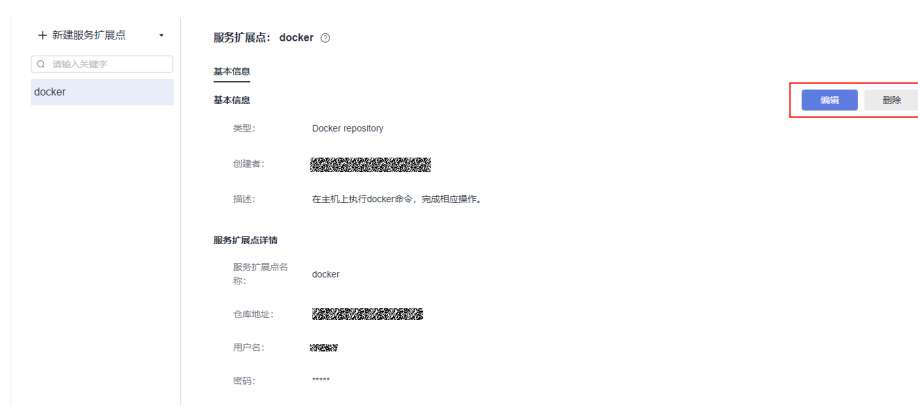 新建服务扩展点
请输入关键字
docker
服务扩展点: docker
基本信息
基本信息
编辑 删除
类型: Docker repository
创建者:
描述: 在主机上执行docker命令，完成相应操作。
服务扩展点详情
服务扩展点名
称: docker
仓库地址:
用户名:
密码: *****